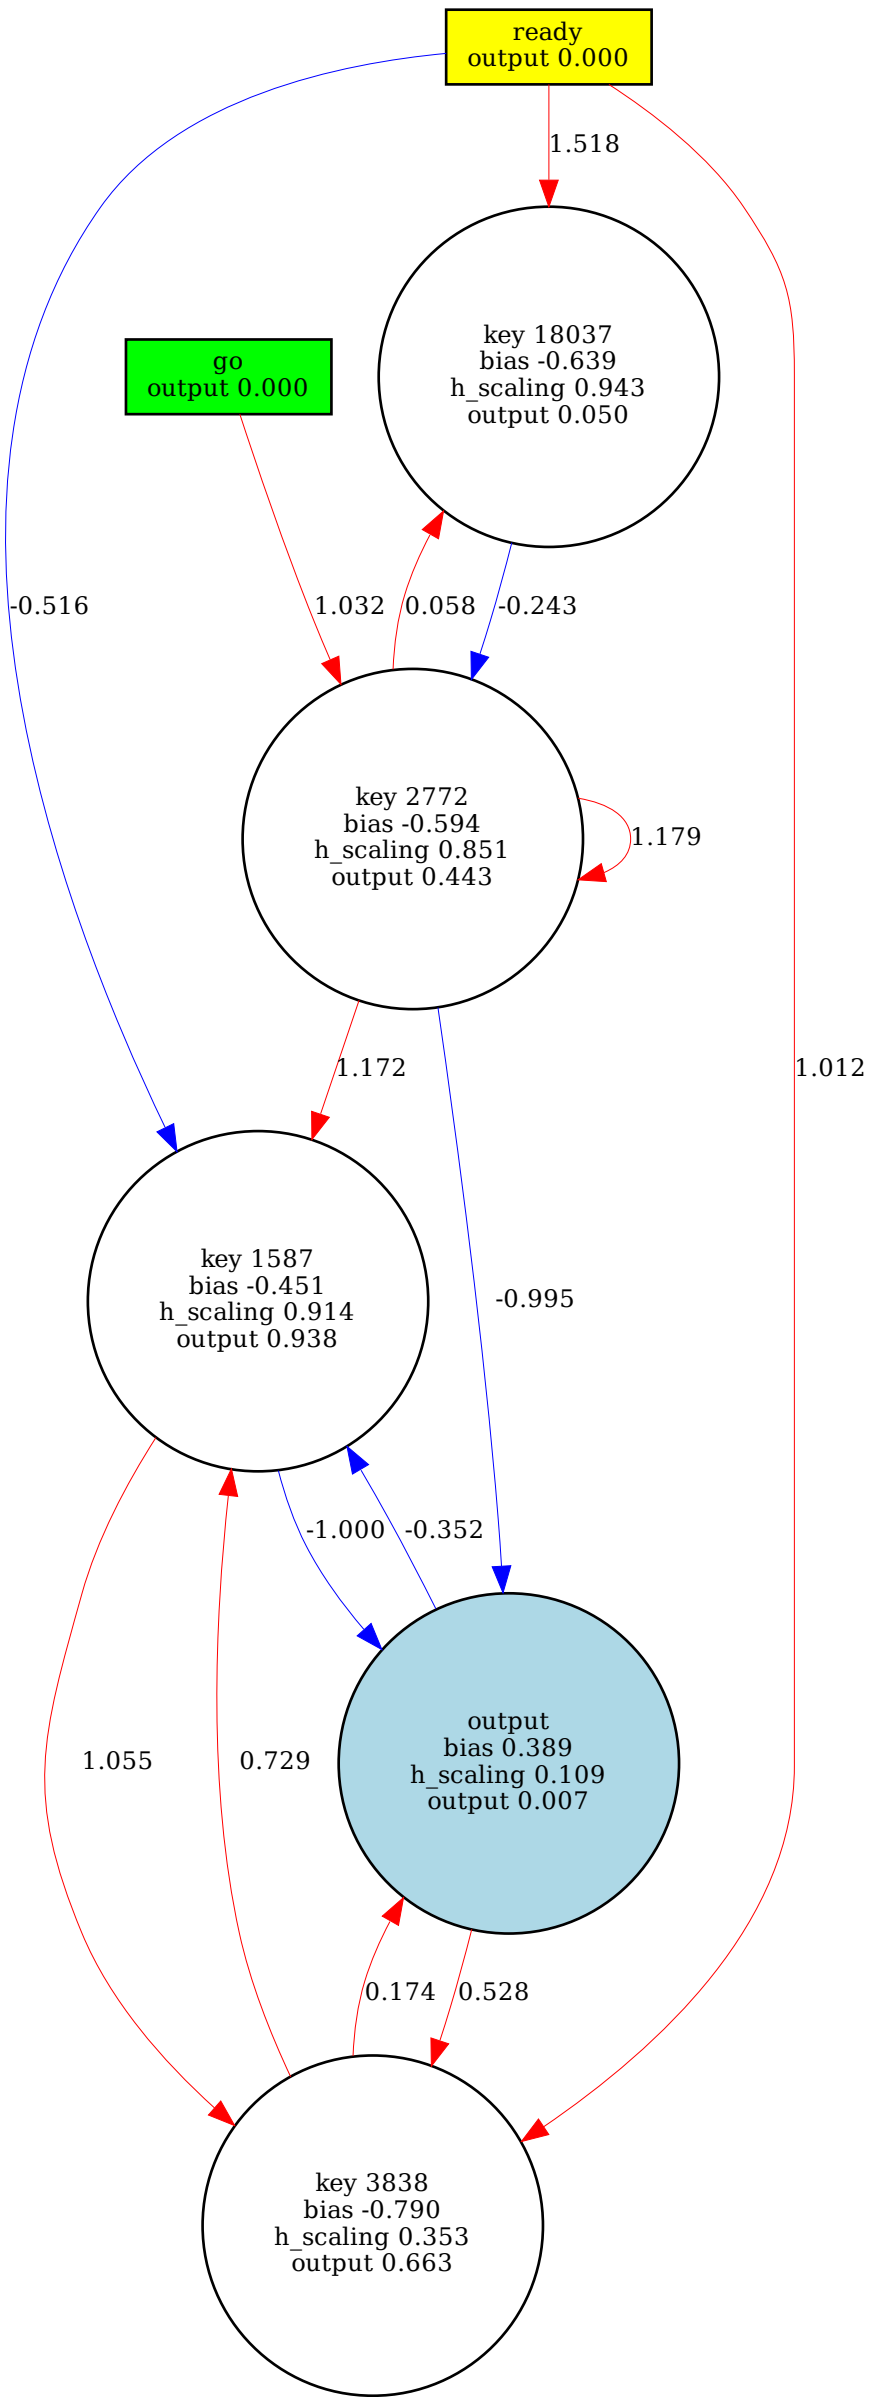 ready
output 0.000
1.518
key 18037
bias -0.639
h_scaling 0.943
output 0.050
go
output 0.000
-0.516
1.032
0.058
-0.243
key 2772
bias -0.594
h_scaling 0.851
output 0.443
1.179
1.172
1.012
key 1587
bias -0.451
h_scaling 0.914
output 0.938
-0.995
-1.000
-0.352
output
bias 0.389
h_scaling 0.109
output 0.007
1.055
0.729
0.174
0.528
key 3838
bias -0.790
h_scaling 0.353
output 0.663